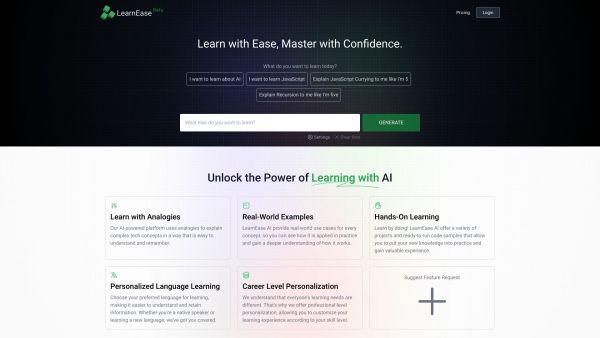 LearnEase Beta
Pricing
Login
Learn with Ease, Master with Confidence.
What do you want to learn today?
I want to learn about AI
I want to learn JavaScript
Explain JavaScript Currying to me like I'm 5
Explain Recursion to me like I'm five
What else do you want to learn?
GENERATE
Settings
Clear field
Unlock the Power of Learning with AI
Learn with Analogies
Our AI-powered platform uses analogies to explain
complex tech concepts in a way that is easy to
understand and remember.
Real-World Examples
LearnEase AI provide real-world use cases for every
concept, so you can see how it is applied in practice
and gain a deeper understanding of how it works.
Hands-On Learning
Learn by doing! LearnEase AI offer a variety of
projects and ready-to-run code samples that allow
you to put your new knowledge into practice and
gain valuable experience.
Personalized Language Learning
Choose your preferred language for learning,
making it easier to understand and retain
information. Whether you're a native speaker or
learning a new language, we've got you covered.
Career Level Personalization
We understand that everyone's learning needs are
different. That's why we offer professional level
personalization, allowing you to customize your
learning experience according to your skill level.
Suggest Feature Request